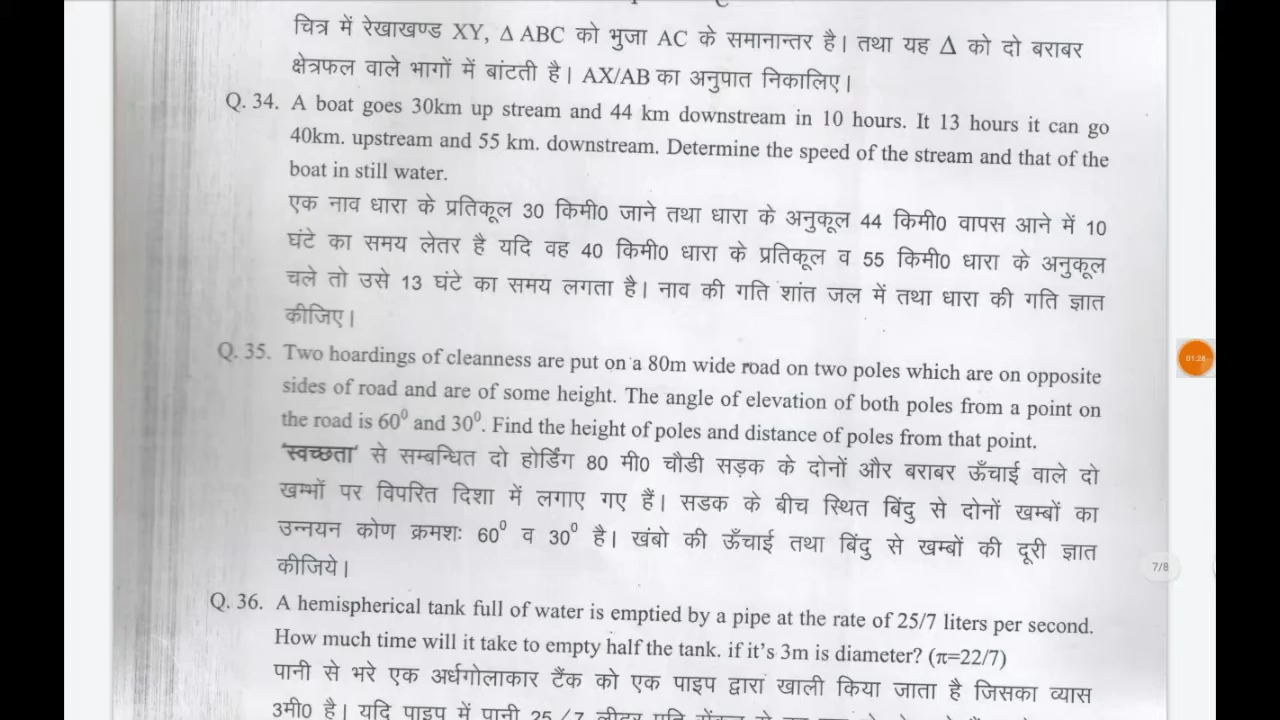 चित्र में रेखाखण्ड XY, Δ ABC को भुजा AC के समानान्तर है। तथा यह Δ को दो बराबर
क्षेत्रफल वाले भागों में बांटती है। AX/AB का अनुपात निकालिए।
Q. 34. A boat goes 30km up stream and 44 km downstream in 10 hours. It 13 hours it can go
40km. upstream and 55 km. downstream. Determine the speed of the stream and that of the
boat in still water.
एक नाव धारा के प्रतिकूल 30 किमी0 जाने तथा धारा के अनुकूल 44 किमी0 वापस आने में 10
घंटे का समय लेतर है यदि वह 40 किमी0 धारा के प्रतिकूल व 55 किमी0 धारा के अनुकूल
चले तो उसे 13 घंटे का समय लगता है। नाव की गति शांत जल में तथा धारा की गति ज्ञात
कीजिए।
Q. 35. Two hoardings of cleanness are put on a 80m wide road on two poles which are on opposite
sides of road and are of some height. The angle of elevation of both poles from a point on
the road is 60⁰ and 30⁰. Find the height of poles and distance of poles from that point.
'स्वच्छता' से सम्बन्धित दो होर्डिंग 80 मी0 चौडी सड़क के दोनों और बराबर ऊँचाई वाले दो
खम्भों पर विपरित दिशा में लगाए गए हैं। सडक के बीच स्थित बिंदु से दोनों खम्बों का
उन्नयन कोण क्रमशः 60⁰ व 30⁰ है। खंबो की ऊँचाई तथा बिंदु से खम्बों की दूरी ज्ञात
कीजिये।
01:28
7/8
Q. 36. A hemispherical tank full of water is emptied by a pipe at the rate of 25/7 liters per second.
How much time will it take to empty half the tank. if it's 3m is diameter? (π=22/7)
पानी से भरे एक अर्धगोलाकार टैंक को एक पाइप द्वारा खाली किया जाता है जिसका व्यास
3मी0 है। यदि पाइप में पानी 25/7 लीटर प्रति